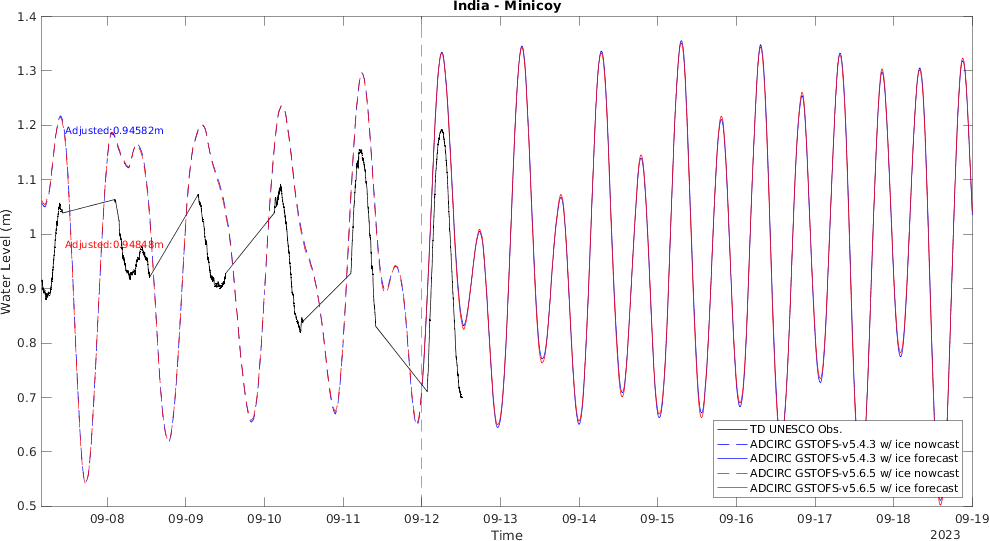 India - Minicoy
1.4
1.3
1.2
1.1
1
0.9
0.8
0.7
0.6
0.5
Water Level (m)
Adjusted:0.94582m
Adjusted:0.94848m
TD UNESCO Obs.
ADCIRC GSTOFS-v5.4.3 w/ ice nowcast
ADCIRC GSTOFS-v5.4.3 w/ ice forecast
ADCIRC GSTOFS-v5.6.5 w/ ice nowcast
ADCIRC GSTOFS-v5.6.5 w/ ice forecast
09-08 09-09 09-10 09-11 09-12 09-13 09-14 09-15 09-16 09-17 09-18 09-19
Time
2023